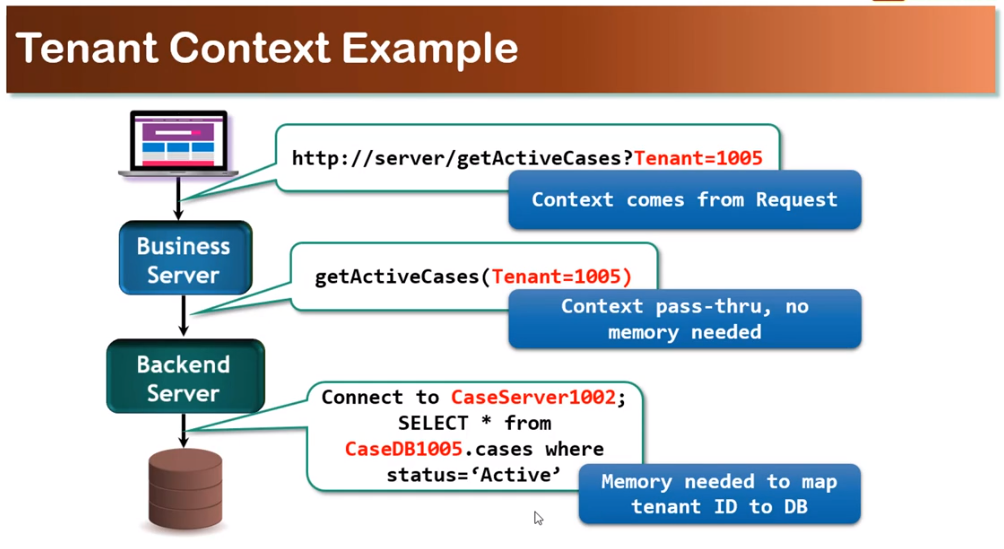 Tenant Context Example
http://server/getActiveCases?Tenant=1005
Context comes from Request
Business
Server
getActiveCases(Tenant=1005)
Context pass-thru, no
memory needed
Backend
Server
Connect to CaseServer1002;
SELECT * from
CaseDB1005.cases where
status=‘Active’
Memory needed to map
tenant ID to DB